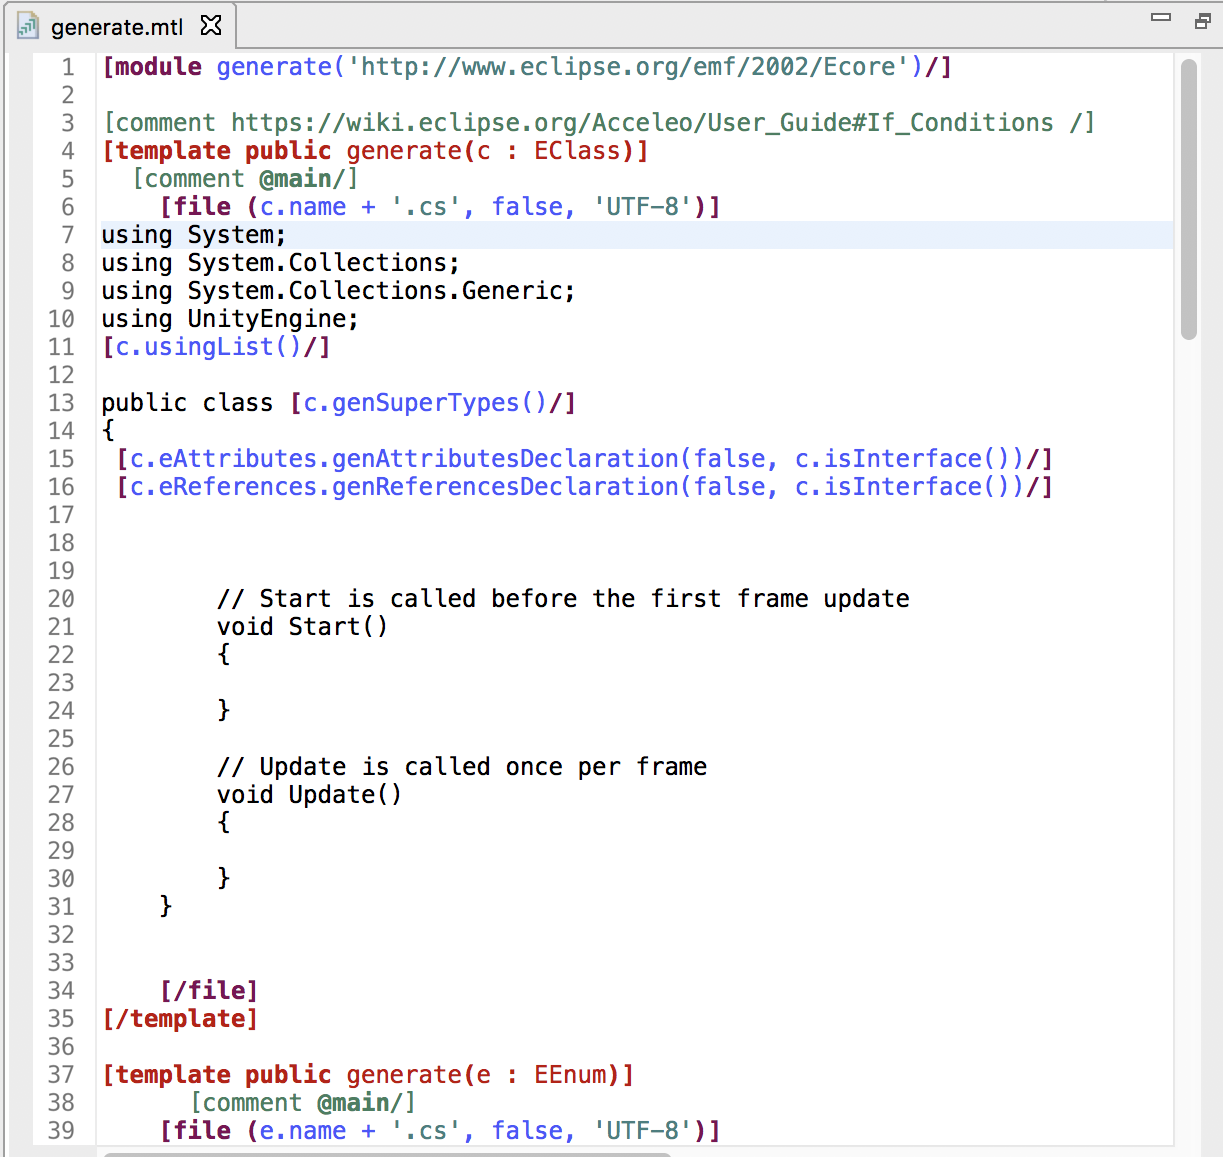 generate.mtl
1 [module generate('http://www.eclipse.org/emf/2002/Ecore')/]
2
3 [comment https://wiki.eclipse.org/Acceleo/User_Guide#If_Conditions /]
4 [template public generate(c : EClass)]
5   [comment @main/]
6     [file (c.name + '.cs', false, 'UTF-8')]
7 using System;
8 using System.Collections;
9 using System.Collections.Generic;
10 using UnityEngine;
11 [c.usingList()/]
12
13 public class [c.genSuperTypes()/]
14 {
15  [c.eAttributes.genAttributesDeclaration(false, c.isInterface())/]
16  [c.eReferences.genReferencesDeclaration(false, c.isInterface())/]
17
18
19
20         // Start is called before the first frame update
21         void Start()
22         {
23
24         }
25
26         // Update is called once per frame
27         void Update()
28         {
29
30         }
31     }
32
33
34     [/file]
35 [/template]
36
37 [template public generate(e : EEnum)]
38       [comment @main/]
39     [file (e.name + '.cs', false, 'UTF-8')]